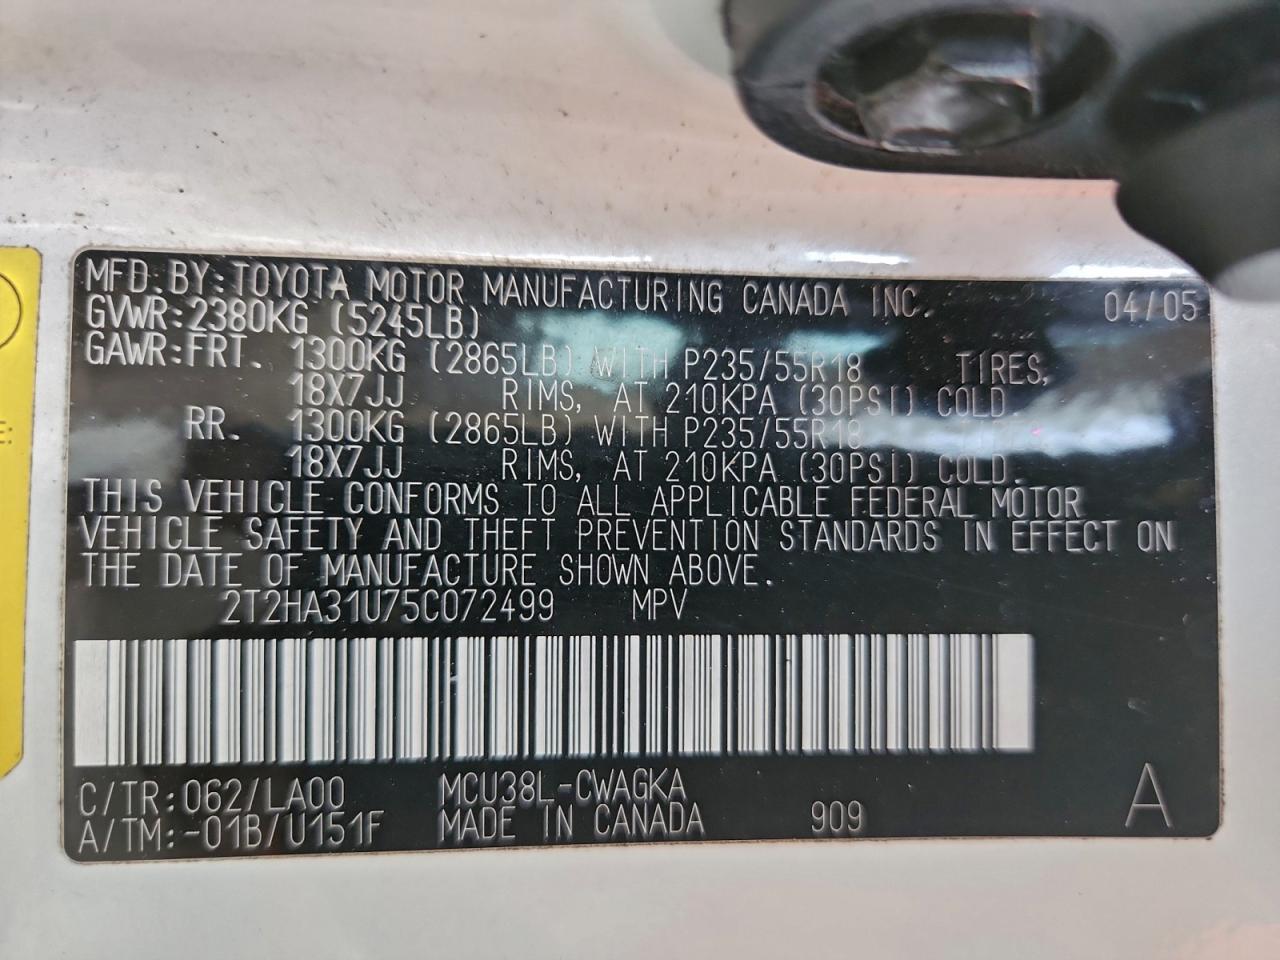 MFD.BY:TOYOTA MOTOR MANUFACTURING CANADA INC. 04/05
GVWR:2380KG (5245LB)
GAWR:FRT. 1300KG (2865LB) WITH P235/55R18 TIRES,
18X7JJ RIMS, AT 210KPA (30PSI) COLD.
RR. 1300KG (2865LB) WITH P235/55R18
18X7JJ RIMS, AT 210KPA (30PSI) COLD.
THIS VEHICLE CONFORMS TO ALL APPLICABLE FEDERAL MOTOR
VEHICLE SAFETY AND THEFT PREVENTION STANDARDS IN EFFECT ON
THE DATE OF MANUFACTURE SHOWN ABOVE.
2T2HA31U75C072499 MPV
C/TR:062/LA00 MCU38L-CWAGKA A
A/TM:-01B/U151F MADE IN CANADA 909